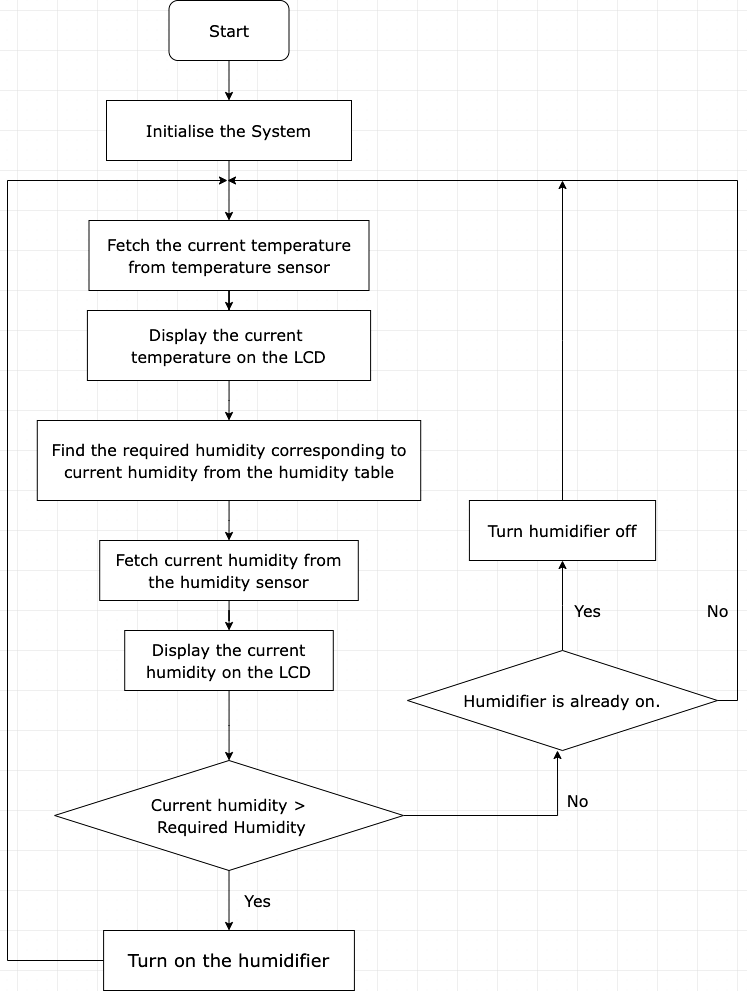 Start
Initialise the System
Fetch the current temperature
from temperature sensor
Display the current
temperature on the LCD
Find the required humidity corresponding to
current humidity from the humidity table
Fetch current humidity from
the humidity sensor
Display the current
humidity on the LCD
Current humidity >
Required Humidity
Yes
Turn on the humidifier
No
Humidifier is already on.
Yes
No
Turn humidifier off